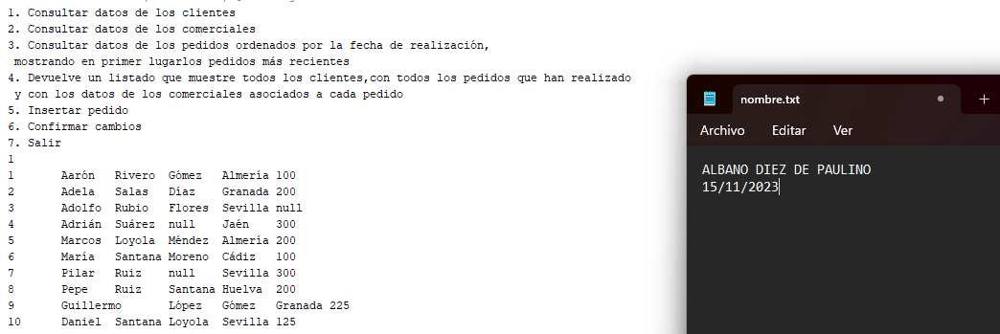 1. Consultar datos de los clientes
2. Consultar datos de los comerciales
3. Consultar datos de los pedidos ordenados por la fecha de realización,
mostrando en primer lugarlos pedidos más recientes
4. Devuelve un listado que muestre todos los clientes,con todos los pedidos que han realizado
y con los datos de los comerciales asociados a cada pedido
5. Insertar pedido
6. Confirmar cambios
7. Salir
1
1 Aarón Rivero Gómez Almería 100
2 Adela Salas Díaz Granada 200
3 Adolfo Rubio Flores Sevilla null
4 Adrián Suárez null Jaén 300
5 Marcos Loyola Méndez Almería 200
6 María Santana Moreno Cádiz 100
7 Pilar Ruiz null Sevilla 300
8 Pepe Ruiz Santana Huelva 200
9 Guillermo López Gómez Granada 225
10 Daniel Santana Loyola Sevilla 125
nombre.txt
Archivo Editar Ver
ALBANO DIEZ DE PAULINO
15/11/2023